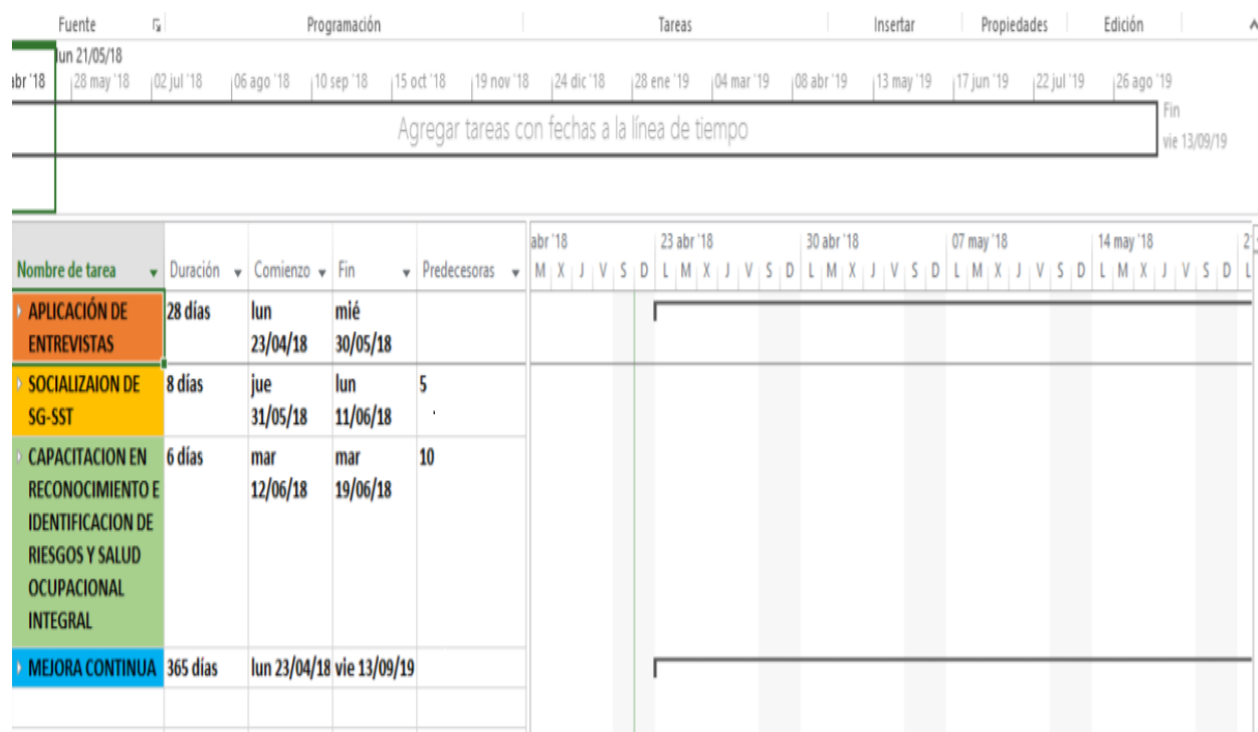 Fuente Programación Tareas Insertar Propiedades Edición
lun 21/05/18
abr '18 28 may '18 02 jul '18 06 ago '18 10 sep '18 15 oct '18 19 nov '18 24 dic '18 28 ene '19 04 mar '19 08 abr '19 13 may '19 17 jun '19 22 jul '19 26 ago '19
Agregar tareas con fechas a la línea de tiempo
Fin
vie 13/09/19
abr '18 23 abr '18 30 abr '18 07 may '18 14 may '18 2
Nombre de tarea Duración Comienzo Fin Predecesoras
M X J V S D L M X J V S D L M X J V S D L M X J V S D L M X J V S D L
APLICACIÓN DE 28 días lun mié
ENTREVISTAS 23/04/18 30/05/18
SOCIALIZAION DE 8 días jue lun 5
SG-SST 31/05/18 11/06/18
CAPACITACION EN 6 días mar mar 10
RECONOCIMIENTO E 12/06/18 19/06/18
IDENTIFICACION DE
RIESGOS Y SALUD
OCUPACIONAL
INTEGRAL
MEJORA CONTINUA 365 días lun 23/04/18 vie 13/09/19